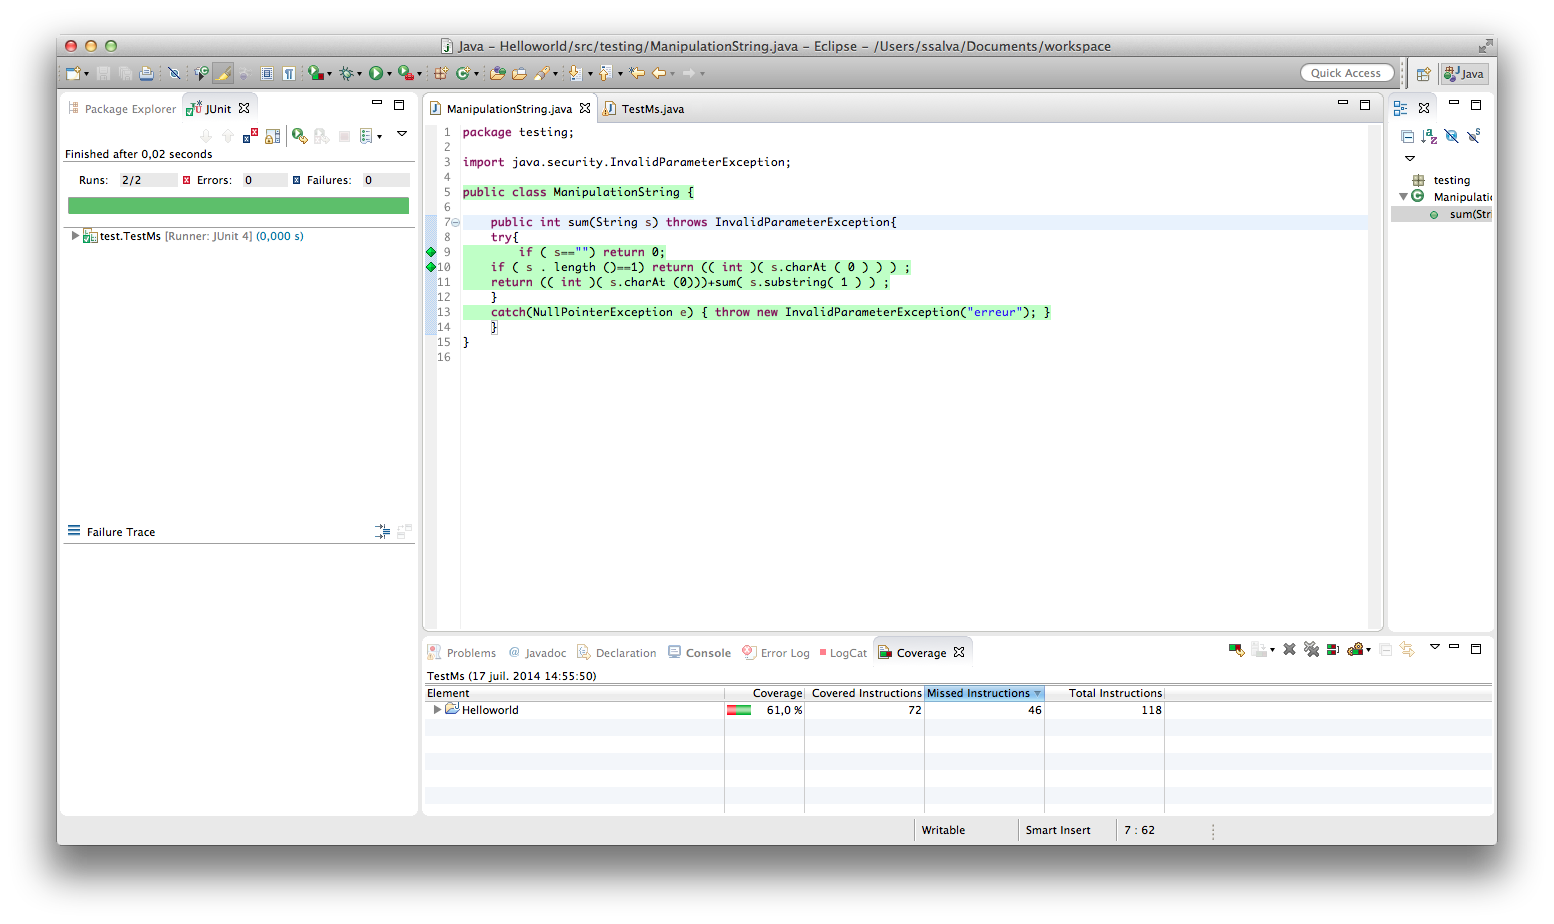 Java – Helloworld/src/testing/ManipulationString.java – Eclipse – /Users/ssalva/Documents/workspace
Quick Access
Java
Package Explorer
JUnit
Finished after 0,02 seconds
Runs: 2/2 Errors: 0 Failures: 0
test.TestMs [Runner: JUnit 4] (0,000 s)
Failure Trace
ManipulationString.java
TestMs.java
1 package testing;
2
3 import java.security.InvalidParameterException;
4
5 public class ManipulationString {
6
7 public int sum(String s) throws InvalidParameterException{
8 try{
9 if ( s=="") return 0;
10 if ( s . length ()==1) return (( int )( s.charAt ( 0 ) ) ) ;
11 return (( int )( s.charAt (0)))+sum( s.substring( 1 ) ) ;
12 }
13 catch(NullPointerException e) { throw new InvalidParameterException("erreur"); }
14 }
15 }
16
testing
Manipulatio
sum(Str
Problems
@ Javadoc
Declaration
Console
Error Log
LogCat
Coverage
TestMs (17 juil. 2014 14:55:50)
Element Coverage Covered Instructions Missed Instructions Total Instructions
Helloworld 61,0 % 72 46 118
Writable
Smart Insert
7 : 62